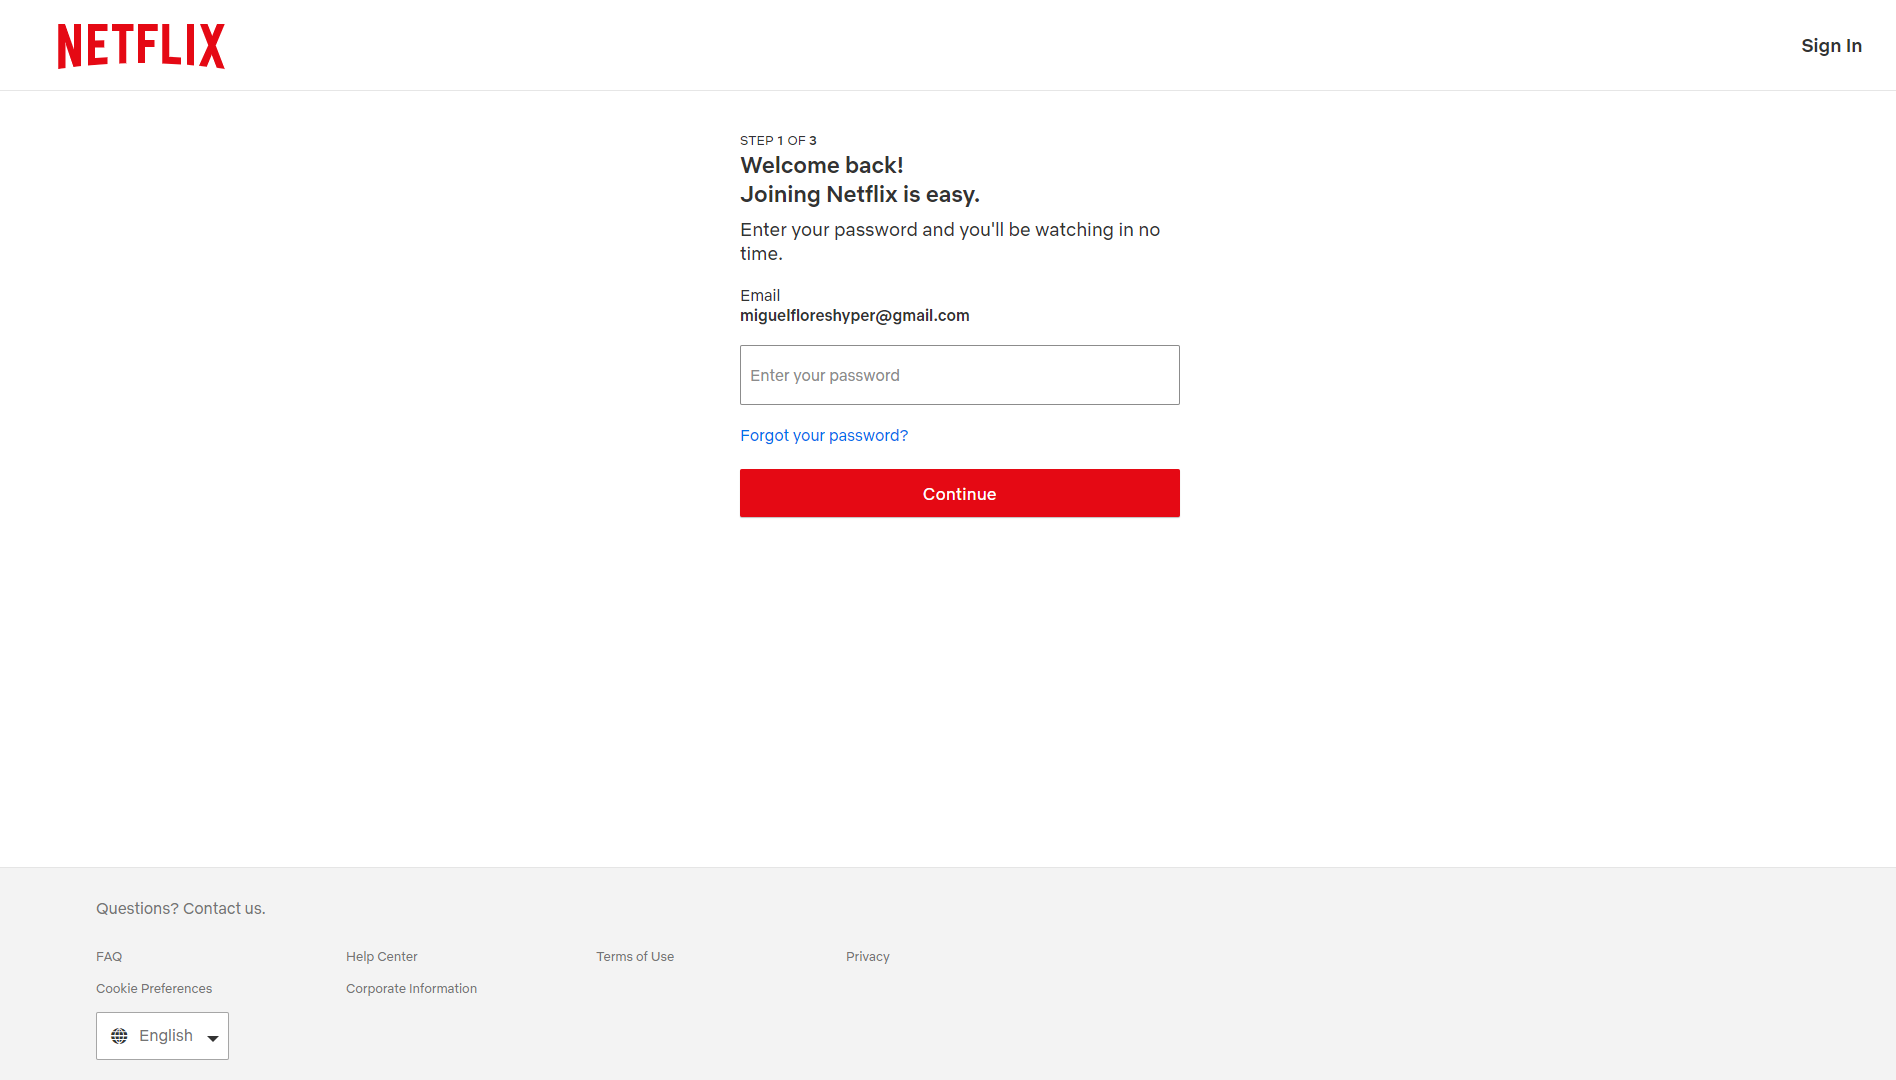 NETFLIX
Sign In
STEP 1 OF 3
Welcome back!
Joining Netflix is easy.
Enter your password and you'll be watching in no
time.
Email
miguelfloreshyper@gmail.com
Enter your password
Forgot your password?
Continue
Questions? Contact us.
FAQ
Help Center
Terms of Use
Privacy
Cookie Preferences
Corporate Information
English